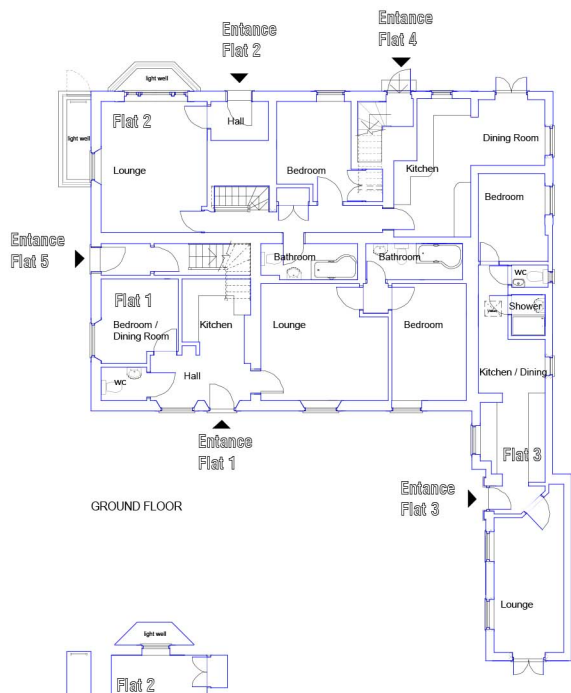 Entance
Flat 2
Entance
Flat 4
light well
Flat 2
Hall
light well
Dining Room
Lounge
Bedroom
Kitchen
Bedroom
Entance
Flat 5
Bathroom
Bathroom
WC
Flat 1
Shower
Bedroom /
Dining Room
Kitchen
Lounge
Bedroom
Kitchen / Dining
Hall
WC
Entance
Flat 1
Flat 3
Entance
Flat 3
GROUND FLOOR
Lounge
light well
Flat 2